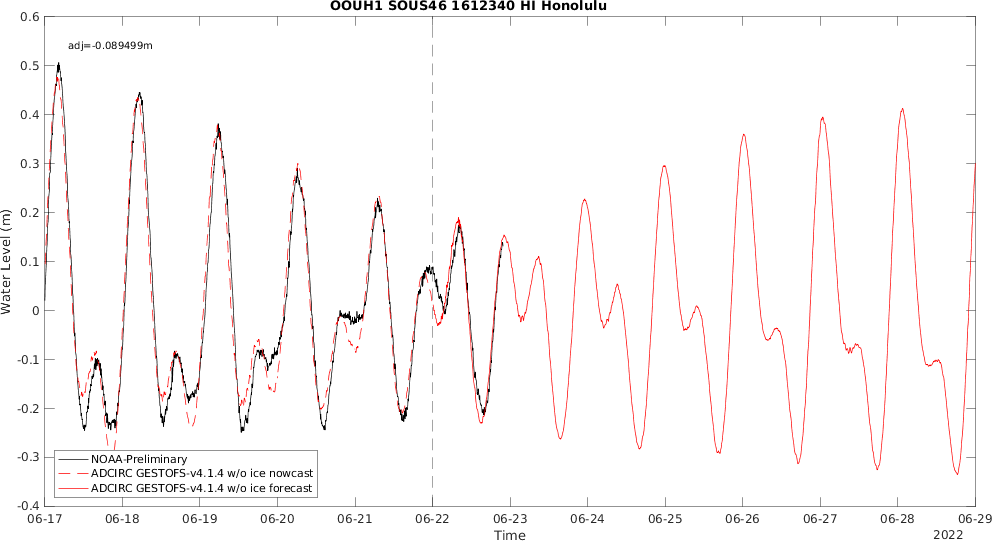 OOUH1 SOUS46 1612340 HI Honolulu
0.6
adj=-0.089499m
0.5
0.4
0.3
0.2
0.1
0
-0.1
-0.2
-0.3
-0.4
Water Level (m)
NOAA-Preliminary
ADCIRC GESTOFS-v4.1.4 w/o ice nowcast
ADCIRC GESTOFS-v4.1.4 w/o ice forecast
06-17 06-18 06-19 06-20 06-21 06-22 06-23 06-24 06-25 06-26 06-27 06-28 06-29
Time
2022